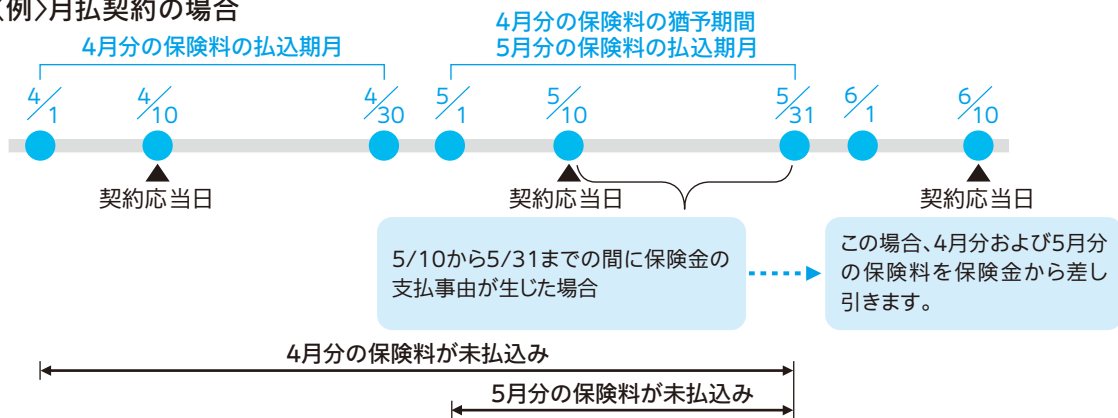 〈例〉月払契約の場合
4月分の保険料の払込期月
4月分の保険料の猶予期間
5月分の保険料の払込期月
4/1
4/10
4/30
5/1
5/10
5/31
6/1
6/10
契約応当日
契約応当日
契約応当日
5/10から5/31までの間に保険金の
支払事由が生じた場合
この場合、4月分および5月分
の保険料を保険金から差し
引きます。
4月分の保険料が未払込み
5月分の保険料が未払込み